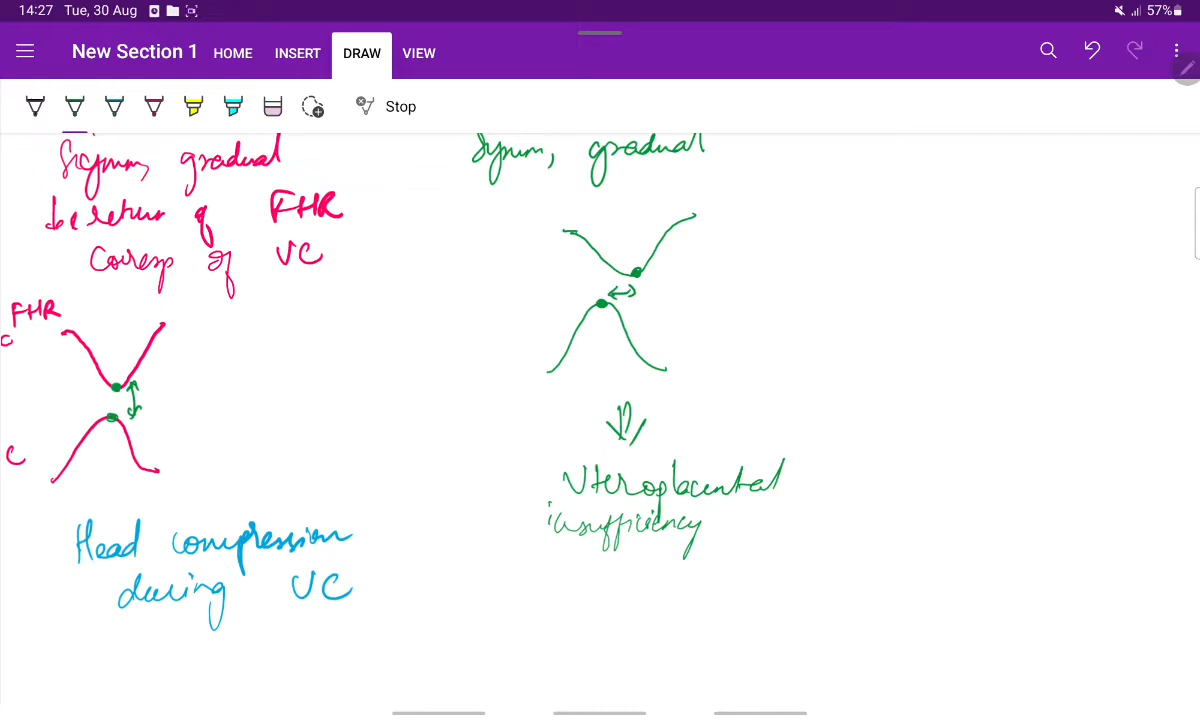 14:27 Tue, 30 Aug
57%
New Section 1 HOME INSERT DRAW VIEW
Stop
Symm, gradual
FHR
Corresp of UC
FHR
C
Head compression
during UC
Symm, gradual
Uteroplacental
insufficiency